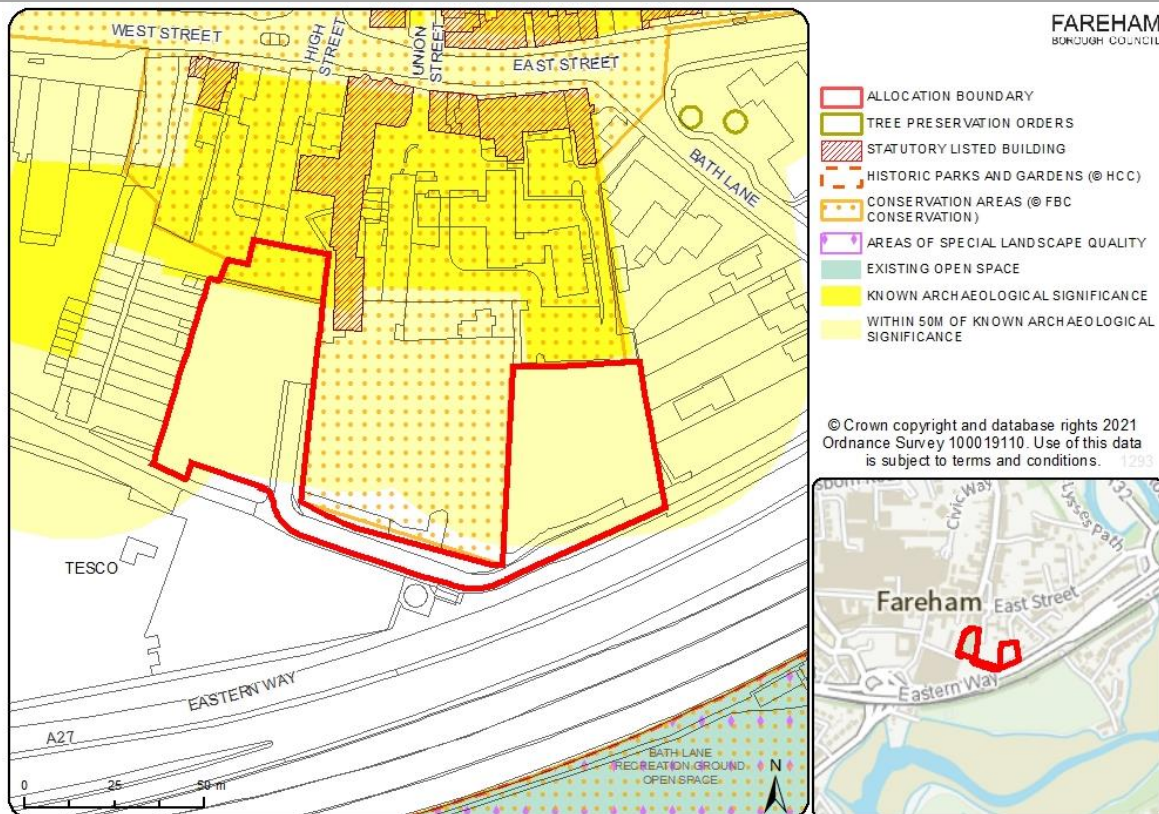 WEST STREET
HIGH
STREET
UNION
STREET
EAST STREET
BATH LANE
TESCO
EASTERN WAY
A27
BATH LANE
RECREATION GROUND
OPEN SPACE
0 25 50 m
N
FAREHAM
BOROUGH COUNCIL
ALLOCATION BOUNDARY
TREE PRESERVATION ORDERS
STATUTORY LISTED BUILDING
HISTORIC PARKS AND GARDENS (© HCC)
CONSERVATION AREAS (© FBC
CONSERVATION)
AREAS OF SPECIAL LANDSCAPE QUALITY
EXISTING OPEN SPACE
KNOWN ARCHAEOLOGICAL SIGNIFICANCE
WITHIN 50M OF KNOWN ARCHAEOLOGICAL
SIGNIFICANCE
© Crown copyright and database rights 2021
Ordnance Survey 100019110. Use of this data
is subject to terms and conditions. 1293
Civic Way
Lysses Path
132
Fareham
East Street
Eastern Way